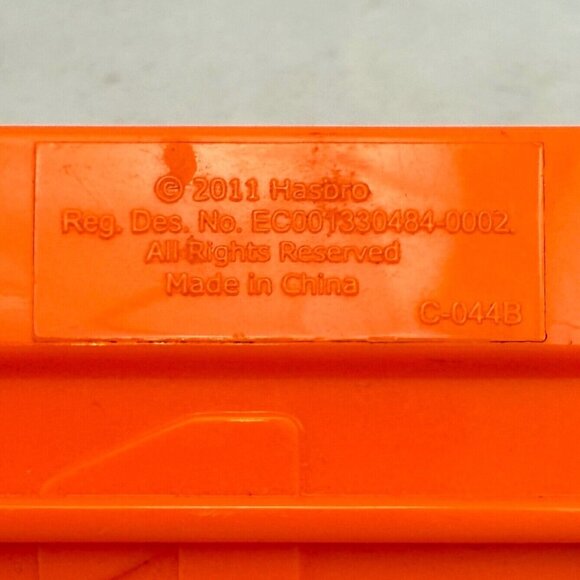 © 2011 Hasbro
Reg. Des. No. EC001330484-0002.
All Rights Reserved
Made in China
C-044B